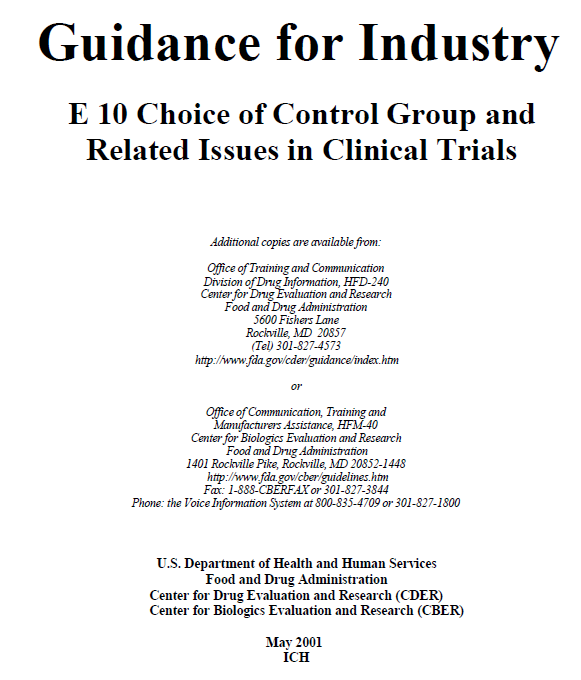 Guidance for Industry
E 10 Choice of Control Group and
Related Issues in Clinical Trials
Additional copies are available from:
Office of Training and Communication
Division of Drug Information, HFD-240
Center for Drug Evaluation and Research
Food and Drug Administration
5600 Fishers Lane
Rockville, MD 20857
(Tel) 301-827-4573
http://www.fda.gov/cder/guidance/index.htm
or
Office of Communication, Training and
Manufacturers Assistance, HFM-40
Center for Biologics Evaluation and Research
Food and Drug Administration
1401 Rockville Pike, Rockville, MD 20852-1448
http://www.fda.gov/cber/guidelines.htm
Fax: 1-888-CBERFAX or 301-827-3844
Phone: the Voice Information System at 800-835-4709 or 301-827-1800
U.S. Department of Health and Human Services
Food and Drug Administration
Center for Drug Evaluation and Research (CDER)
Center for Biologics Evaluation and Research (CBER)
May 2001
ICH